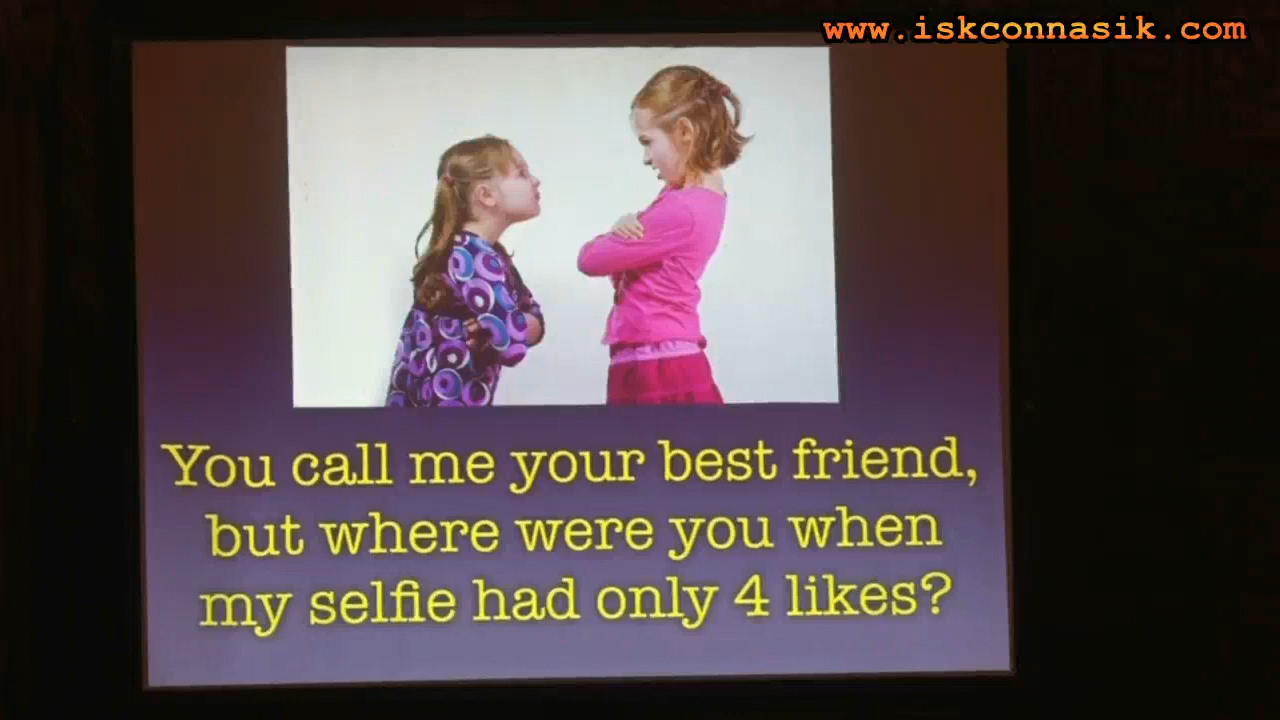 www.iskconnasik.com
You call me your best friend,
but where were you when
my selfie had only 4 likes?